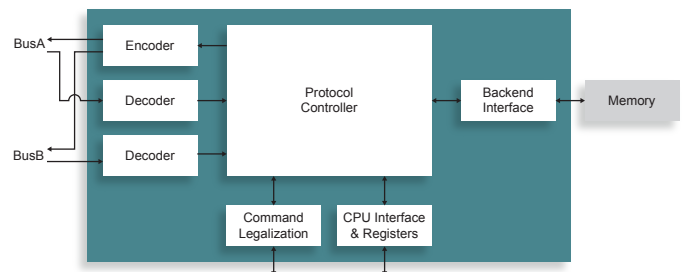 BusA
Encoder
Decoder
Protocol
Controller
Backend
Interface
Memory
BusB
Decoder
Command
Legalization
CPU Interface
& Registers